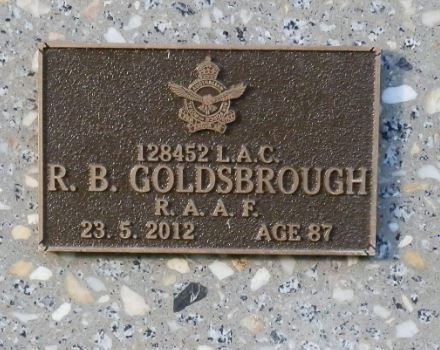 128452 L.A.C.
R. B. GOLDSBROUGH
R. A. A. F.
23. 5. 2012 AGE 87